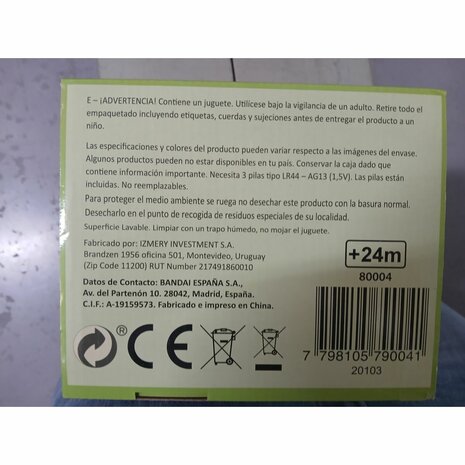 E – ¡ADVERTENCIA! Contiene un juguete. Utilícese bajo la vigilancia de un adulto. Retire todo el
empaquetado incluyendo etiquetas, cuerdas y sujeciones antes de entregar el producto a un
niño.
Las especificaciones y colores del producto pueden variar respecto a las imágenes del envase.
Algunos productos pueden no estar disponibles en tu país. Conservar la caja dado que
contiene información importante. Necesita 3 pilas tipo LR44 – AG13 (1,5V). Las pilas están
incluidas. No reemplazables.
Para proteger el medio ambiente se ruega no desechar este producto con la basura normal.
Desecharlo en el punto de recogida de residuos especiales de su localidad.
Superficie Lavable. Limpiar con un trapo húmedo, no mojar el juguete.
Fabricado por: IZMERY INVESTMENT S.A.
Brandzen 1956 oficina 501, Montevideo, Uruguay
(Zip Code 11200) RUT Number 217491860010
+24m
80004
Datos de Contacto: BANDAI ESPAÑA S.A.,
Av. del Partenón 10. 28042, Madrid, España.
C.I.F.: A-19159573. Fabricado e impreso en China.
® CE
7 798105 790041
20103